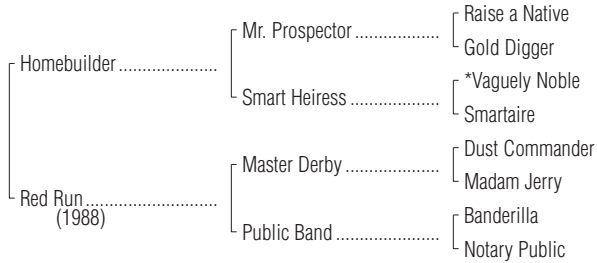 Raise a Native
Mr. Prospector ..................
Gold Digger
Homebuilder .....................
*Vaguely Noble
Smart Heiress ...................
Smartaire
Dust Commander
Master Derby ....................
Madam Jerry
Red Run............................
(1988)
Banderilla
Public Band ......................
Notary Public